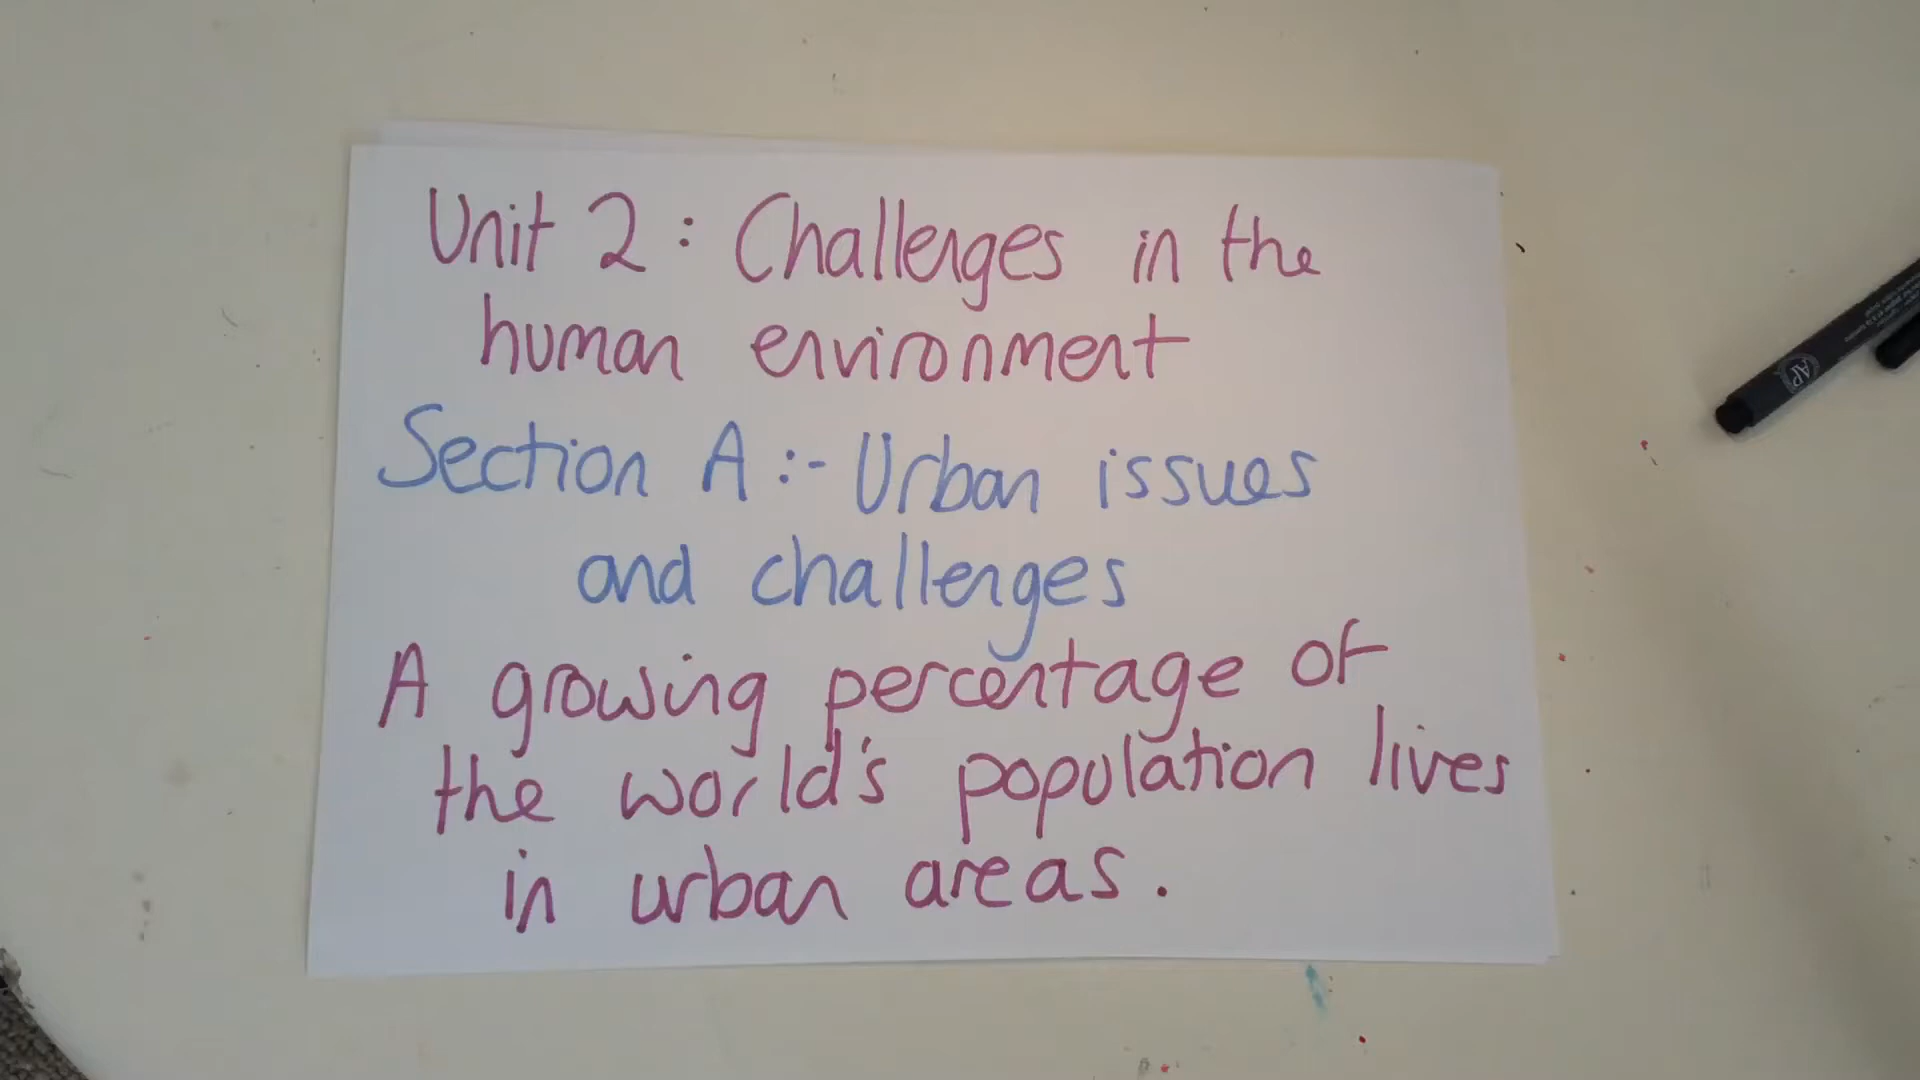 Unit 2 : Challenges in the
human environment
Section A :- Urban issues
and challenges
A growing percentage of
the world's population lives
in urban areas.
AP